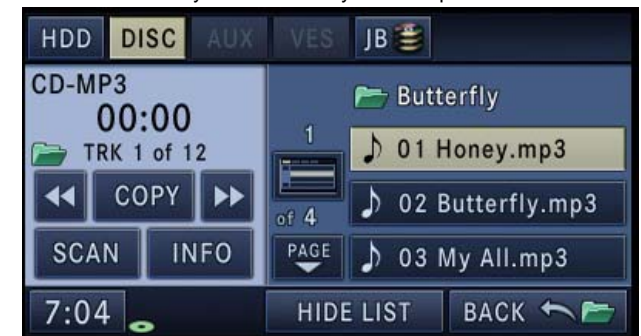 HDD DISC AUX VES JB
CD-MP3
00:00
TRK 1 of 12
COPY
SCAN INFO
7:04
Butterfly
1
of 4
PAGE
01 Honey.mp3
02 Butterfly.mp3
03 My All.mp3
HIDE LIST BACK